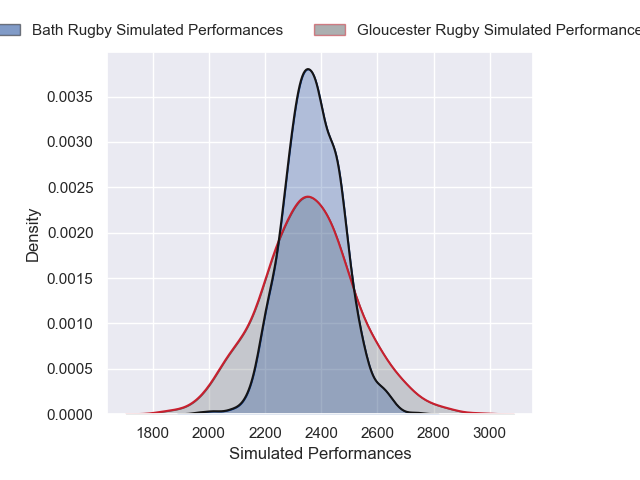 Bath Rugby Simulated Performances
Gloucester Rugby Simulated Performance
0.0035
0.0030
0.0025
0.0020
0.0015
0.0010
0.0005
0.0000
Density
1800 2000 2200 2400 2600 2800 3000
Simulated Performances